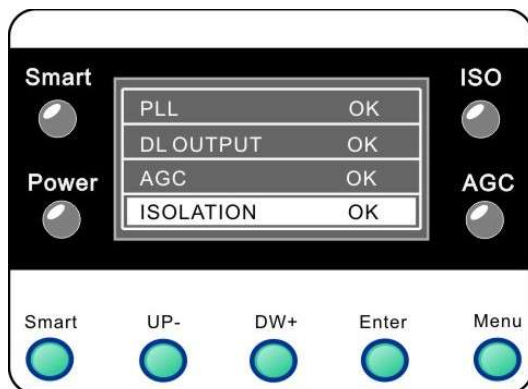 Smart
ISO
PLL OK
DL OUTPUT OK
AGC OK
ISOLATION OK
Power
AGC
Smart UP- DW+ Enter Menu